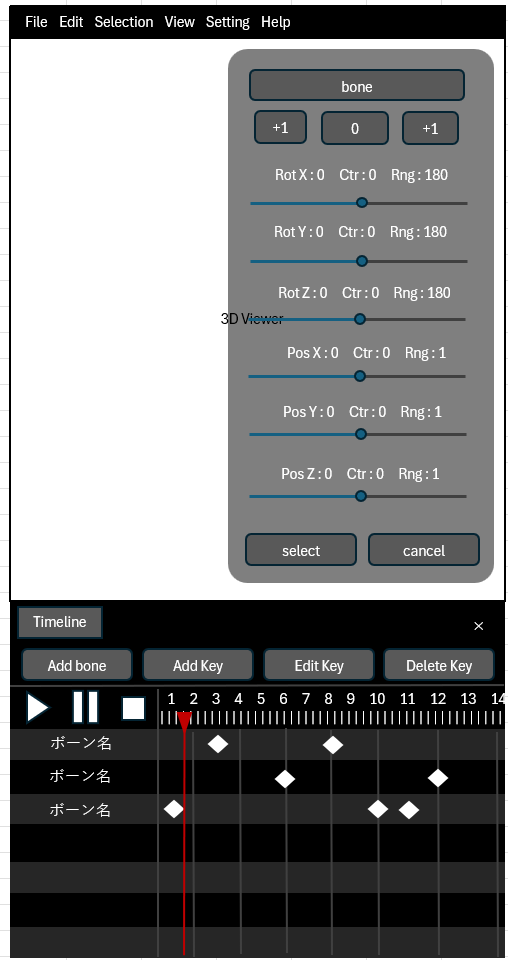 File Edit Selection View Setting Help
bone
+1 0 +1
Rot X : 0 Ctr : 0 Rng : 180
Rot Y : 0 Ctr : 0 Rng : 180
Rot Z : 0 Ctr : 0 Rng : 180
3D Viewer
Pos X : 0 Ctr : 0 Rng : 1
Pos Y : 0 Ctr : 0 Rng : 1
Pos Z : 0 Ctr : 0 Rng : 1
select cancel
Timeline ×
Add bone Add Key Edit Key Delete Key
1 2 3 4 5 6 7 8 9 10 11 12 13 14
ボーン名
ボーン名
ボーン名